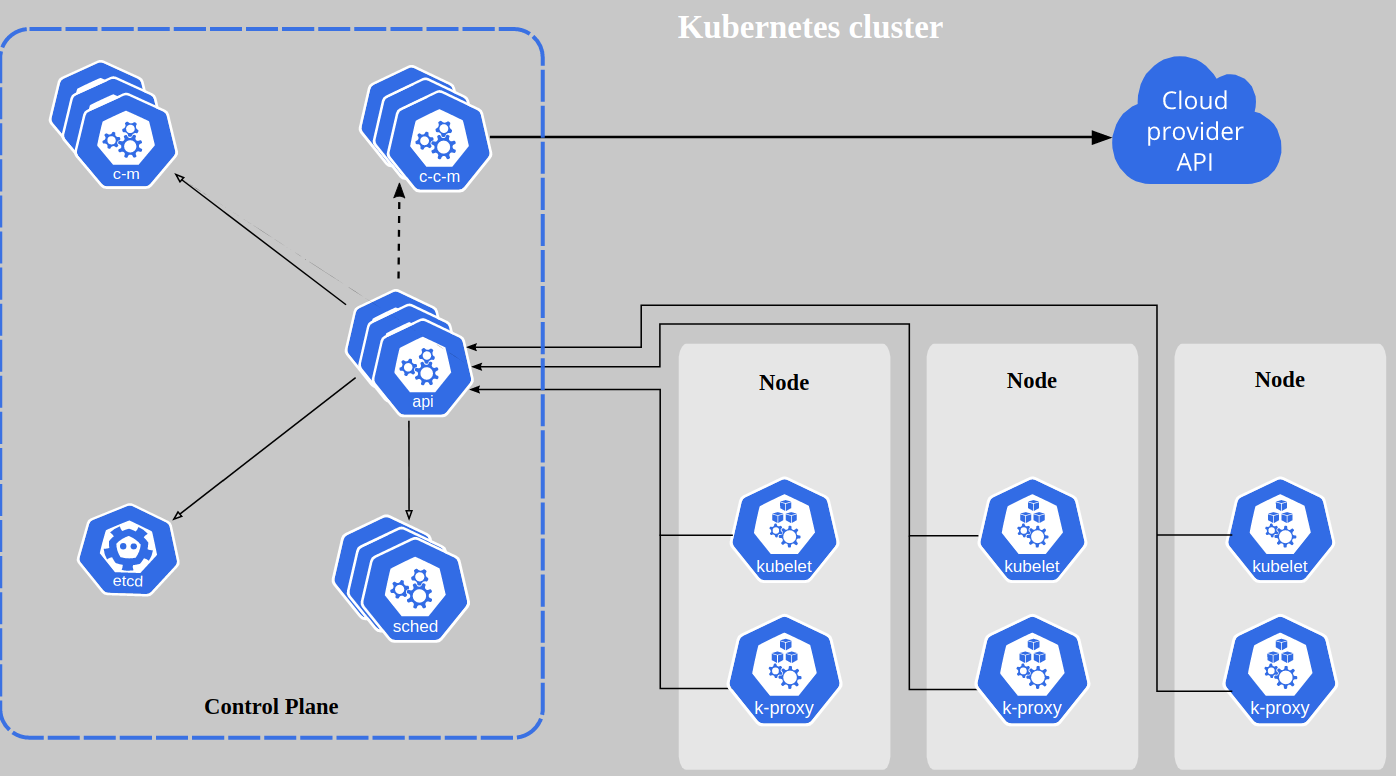 Kubernetes cluster
c-m
c-c-m
Cloud
provider
API
api
etcd
sched
Control Plane
Node
kubelet
k-proxy
Node
kubelet
k-proxy
Node
kubelet
k-proxy